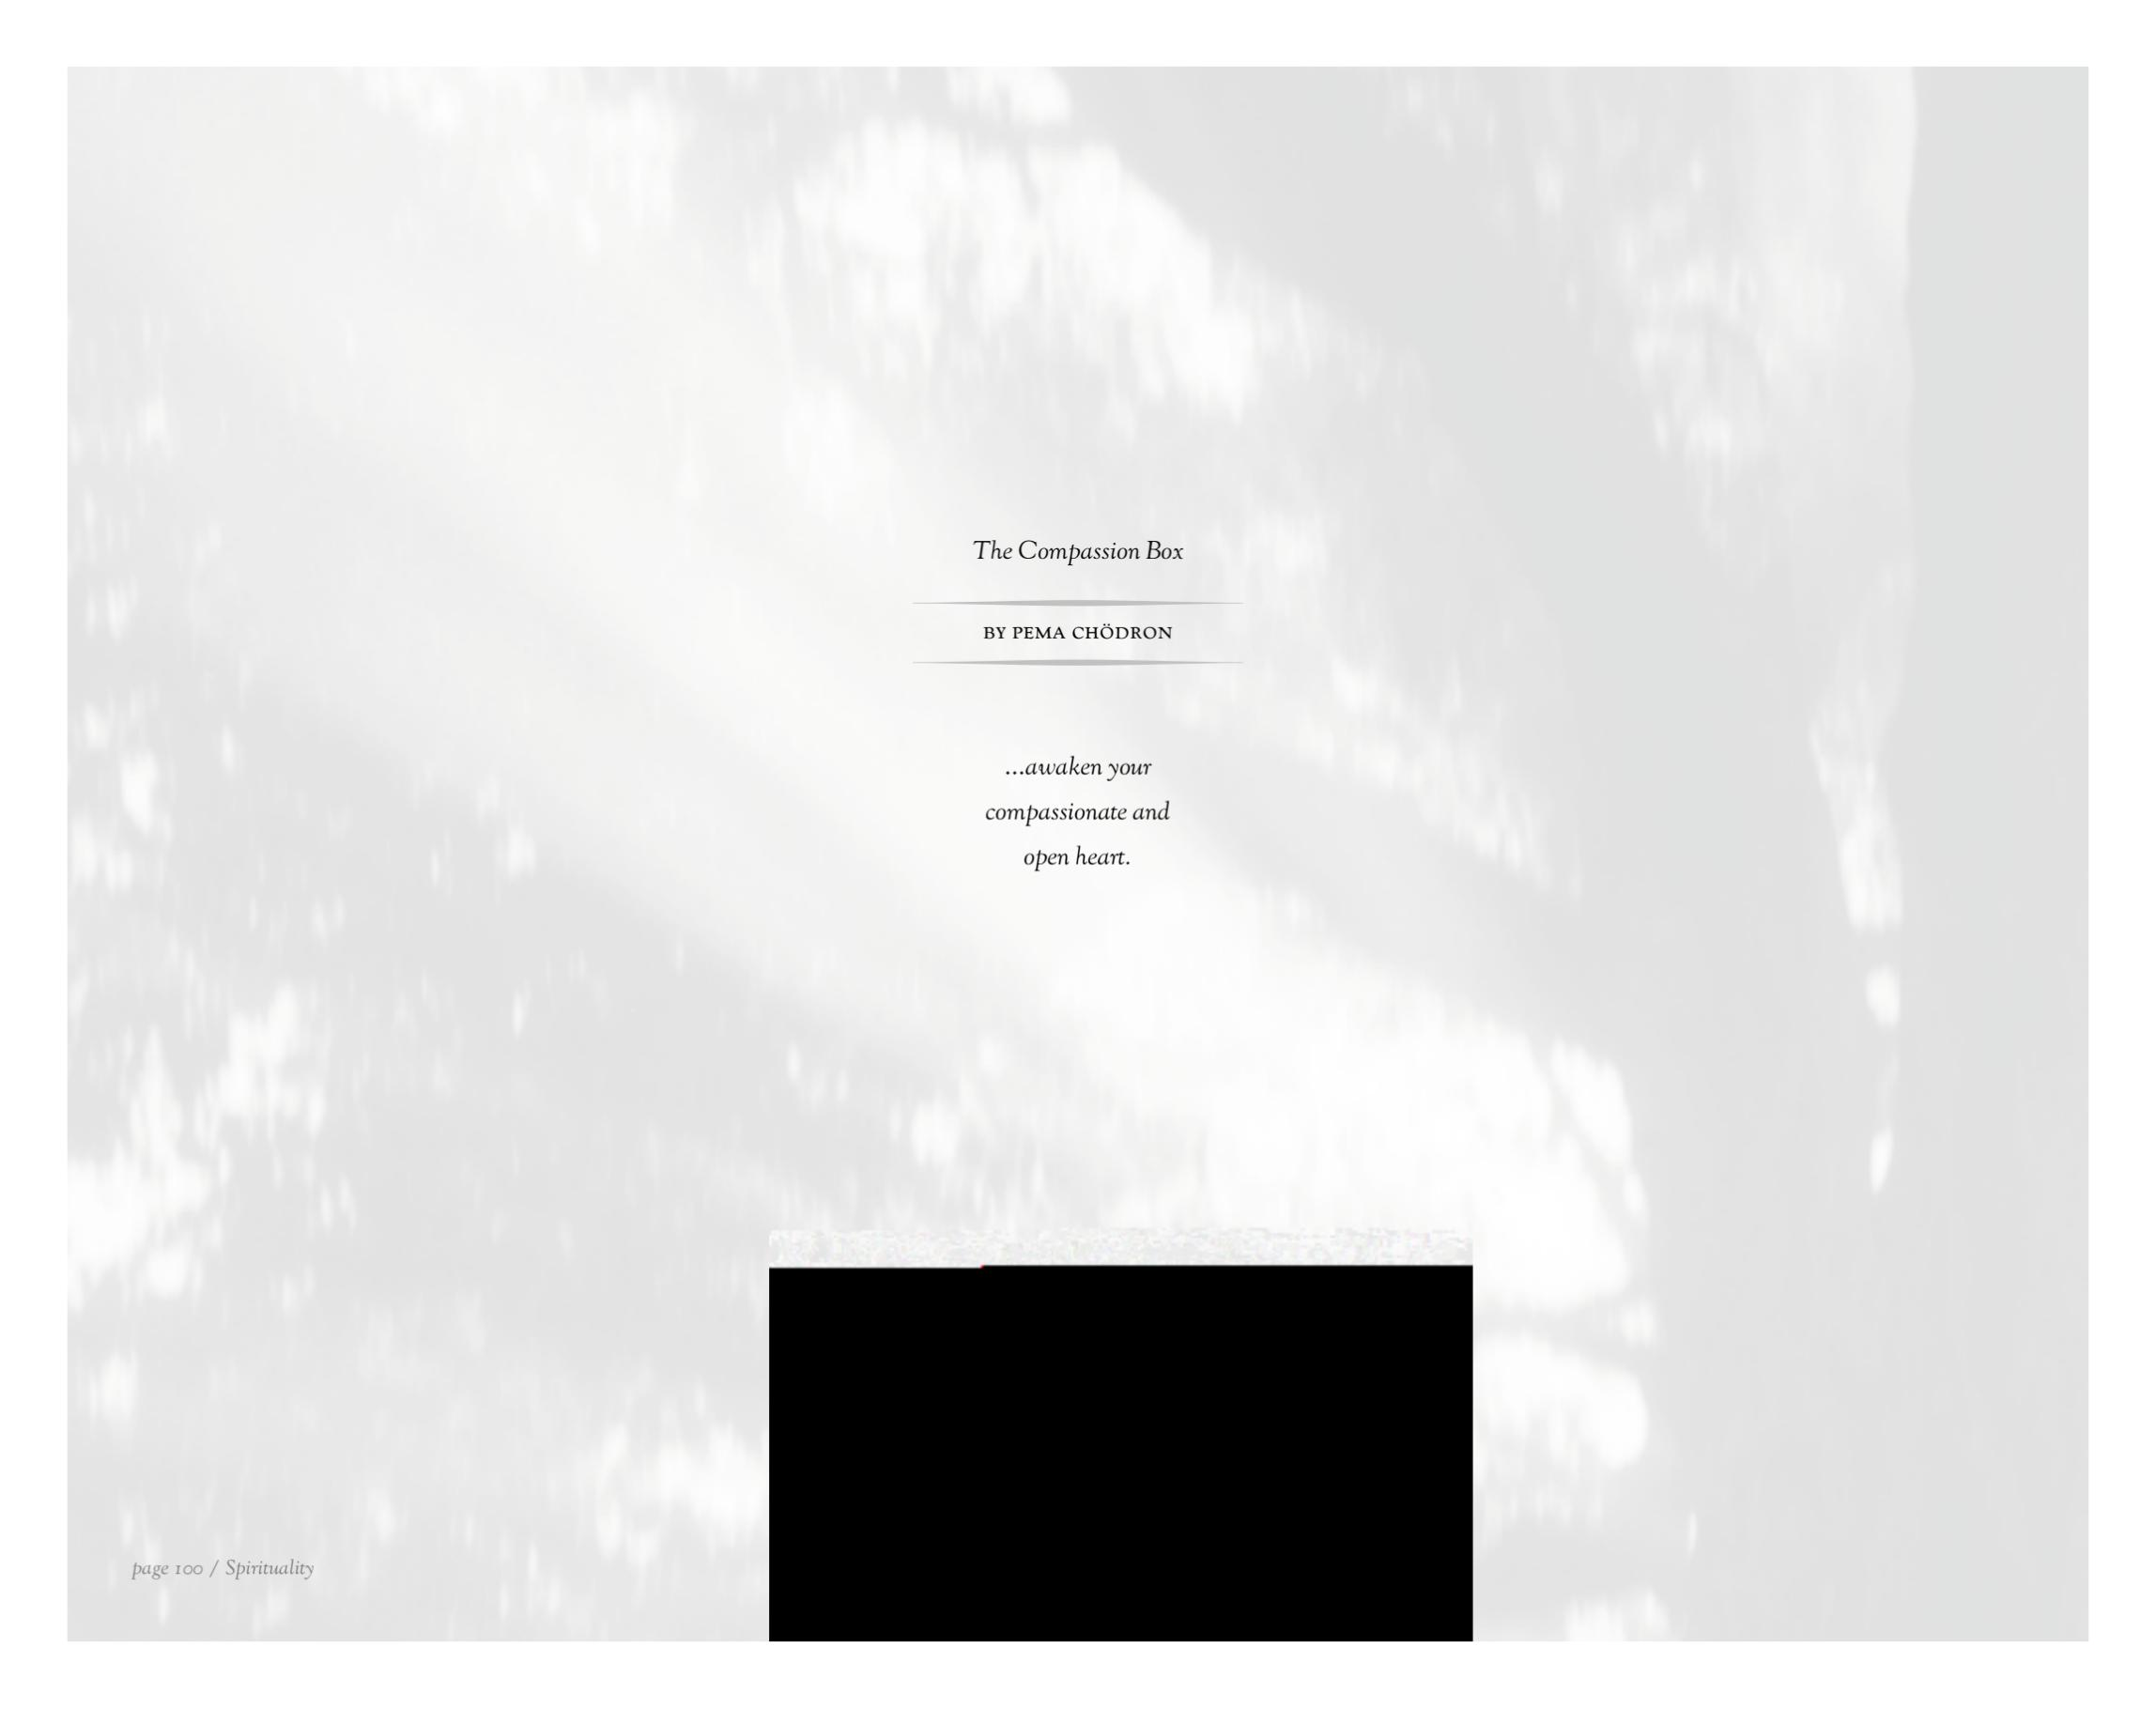 The Compassion Box
BY PEMA CHÖDRON
...awaken your
compassionate and
open heart.
page 100 / Spirituality